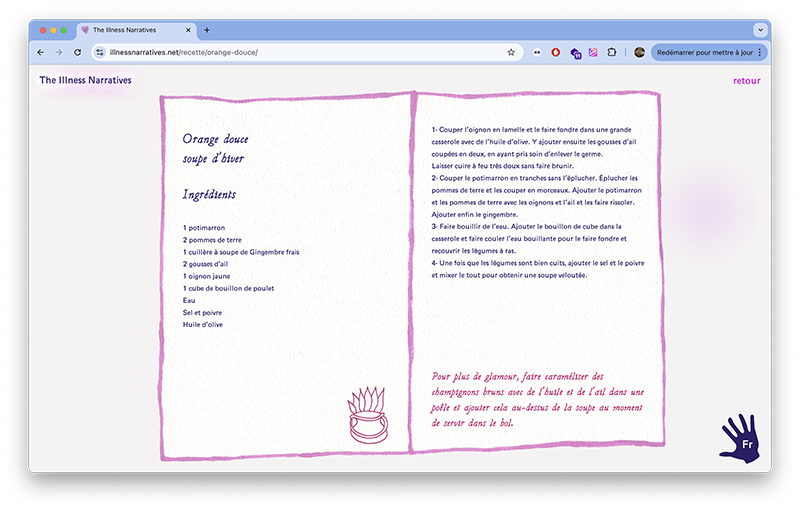 The Illness Narratives
illnessnarratives.net/recette/orange-douce/
11
Redémarrer pour mettre à jour
The Illness Narratives
retour
Orange douce
soupe d'hiver
Ingrédients
1 potimarron
2 pommes de terre
1 cuillère à soupe de Gingembre frais
2 gousses d'ail
1 oignon jaune
1 cube de bouillon de poulet
Eau
Sel et poivre
Huile d'olive
1- Couper l'oignon en lamelle et le faire fondre dans une grande
casserole avec de l'huile d'olive. Y ajouter ensuite les gousses d'ail
coupées en deux, en ayant pris soin d'enlever le germe.
Laisser cuire à feu très doux sans faire brunir.
2- Couper le potimarron en tranches sans l'éplucher. Éplucher les
pommes de terre et les couper en morceaux. Ajouter le potimarron
et les pommes de terre avec les oignons et l'ail et les faire rissoler.
Ajouter enfin le gingembre.
3- Faire bouillir de l'eau. Ajouter le bouillon de cube dans la
casserole et faire couler l'eau bouillante pour le faire fondre et
recouvrir les légumes à ras.
4- Une fois que les légumes sont bien cuits, ajouter le sel et le poivre
et mixer le tout pour obtenir une soupe veloutée.
Pour plus de glamour, faire caraméliser des
champignons bruns avec de l'huile et de l'ail dans une
poêle et ajouter cela au-dessus de la soupe au moment
de servir dans le bol.
Fr